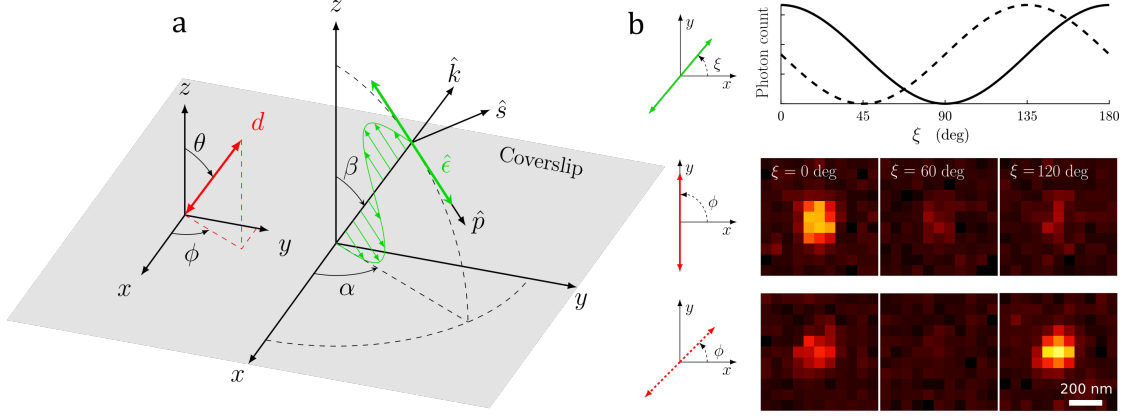 a
z
z
d
θ
y
ϕ
x
k̂
ŝ
β
ε̂
Coverslip
p̂
α
y
x
b
y
ξ
x
Photon count
0 45 90 135 180
ξ (deg)
ϕ
x
ξ = 0 deg ξ = 60 deg ξ = 120 deg
y
ϕ
x
200 nm